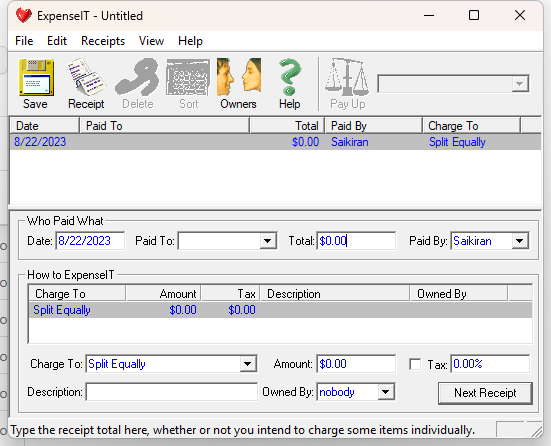 ExpenseIT - Untitled
File Edit Receipts View Help
Save Receipt Delete Sort Owners Help Pay Up
Date Paid To Total Paid By Charge To
8/22/2023 $0.00 Saikiran Split Equally
Who Paid What
Date: 8/22/2023 Paid To: Total: $0.00 Paid By: Saikiran
How to ExpenseIT
Charge To Amount Tax Description Owned By
Split Equally $0.00 $0.00
Charge To: Split Equally Amount: $0.00 Tax: 0.00%
Description: Owned By: nobody Next Receipt
Type the receipt total here, whether or not you intend to charge some items individually.